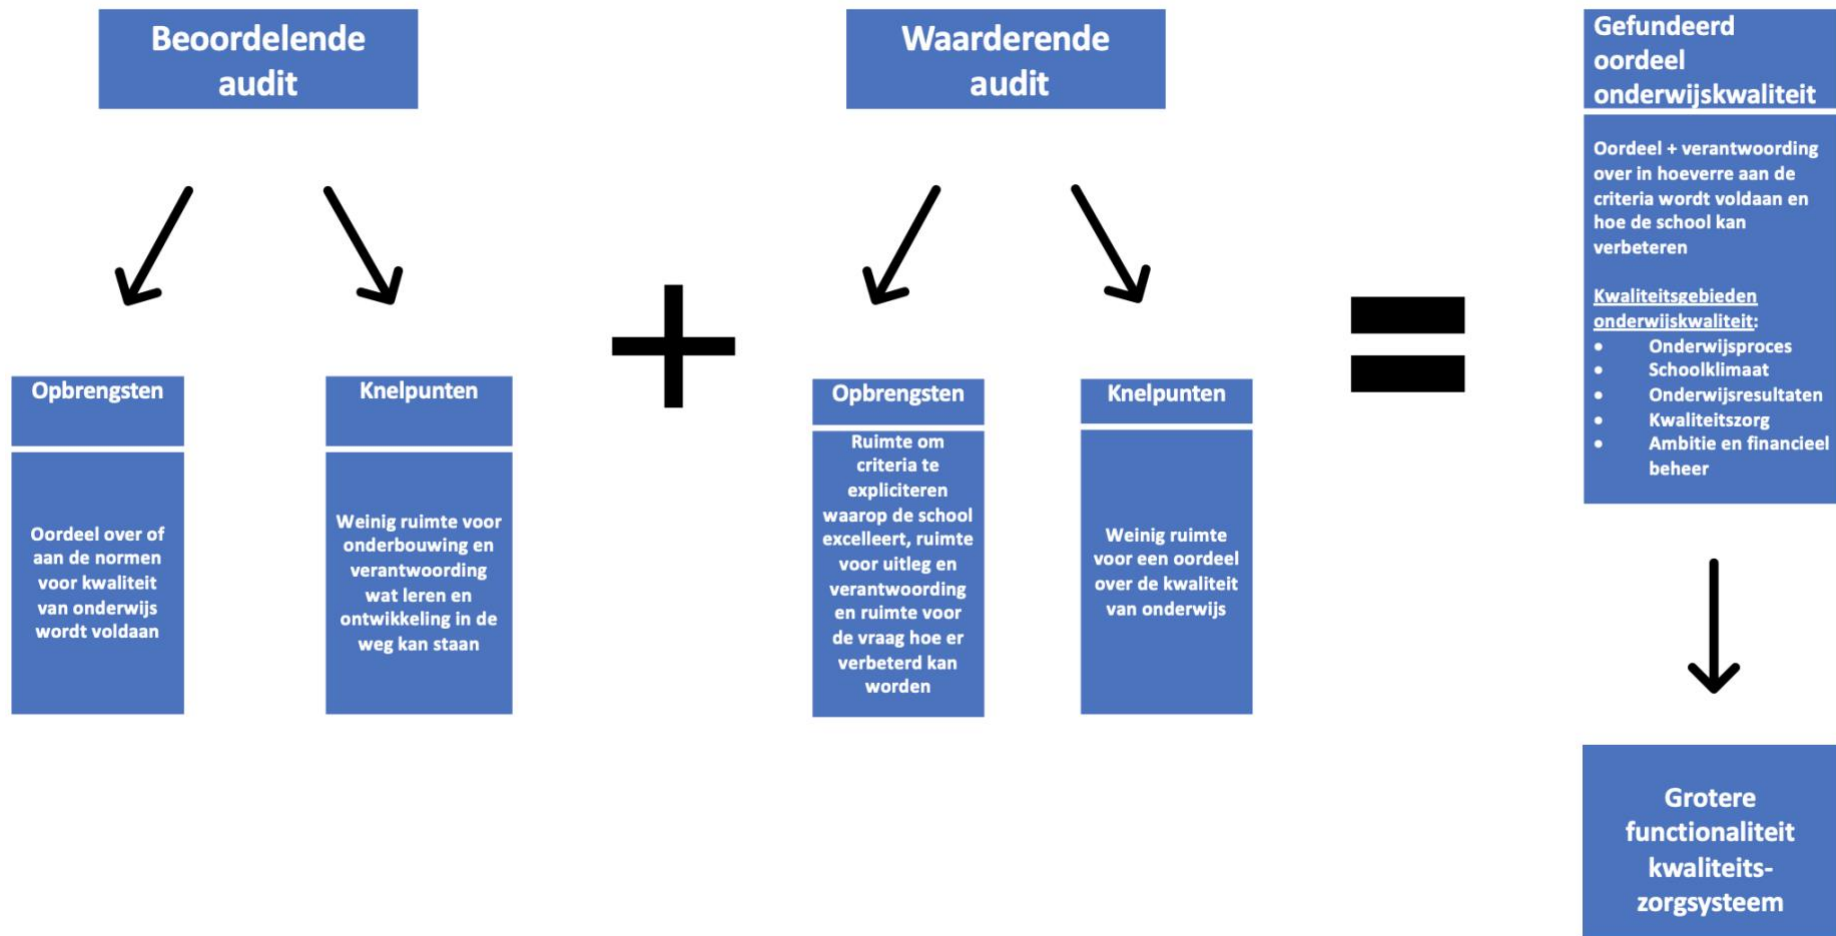 Beoordelende
audit
Opbrengsten
Oordeel over of
aan de normen
voor kwaliteit
van onderwijs
wordt voldaan
Knelpunten
Weinig ruimte voor
onderbouwing en
verantwoording
wat leren en
ontwikkeling in de
weg kan staan
+
Waarderende
audit
Opbrengsten
Ruimte om
criteria te
expliciteren
waarop de school
excelleert, ruimte
voor uitleg en
verantwoording
en ruimte voor
de vraag hoe er
verbeterd kan
worden
Knelpunten
Weinig ruimte
voor een oordeel
over de kwaliteit
van onderwijs
=
Gefundeerd
oordeel
onderwijskwaliteit
Oordeel + verantwoording
over in hoeverre aan de
criteria wordt voldaan en
hoe de school kan
verbeteren
Kwaliteitsgebieden
onderwijskwaliteit:
• Onderwijsproces
• Schoolklimaat
• Onderwijsresultaten
• Kwaliteitszorg
• Ambitie en financieel
beheer
Grotere
functionaliteit
kwaliteits-
zorgsysteem